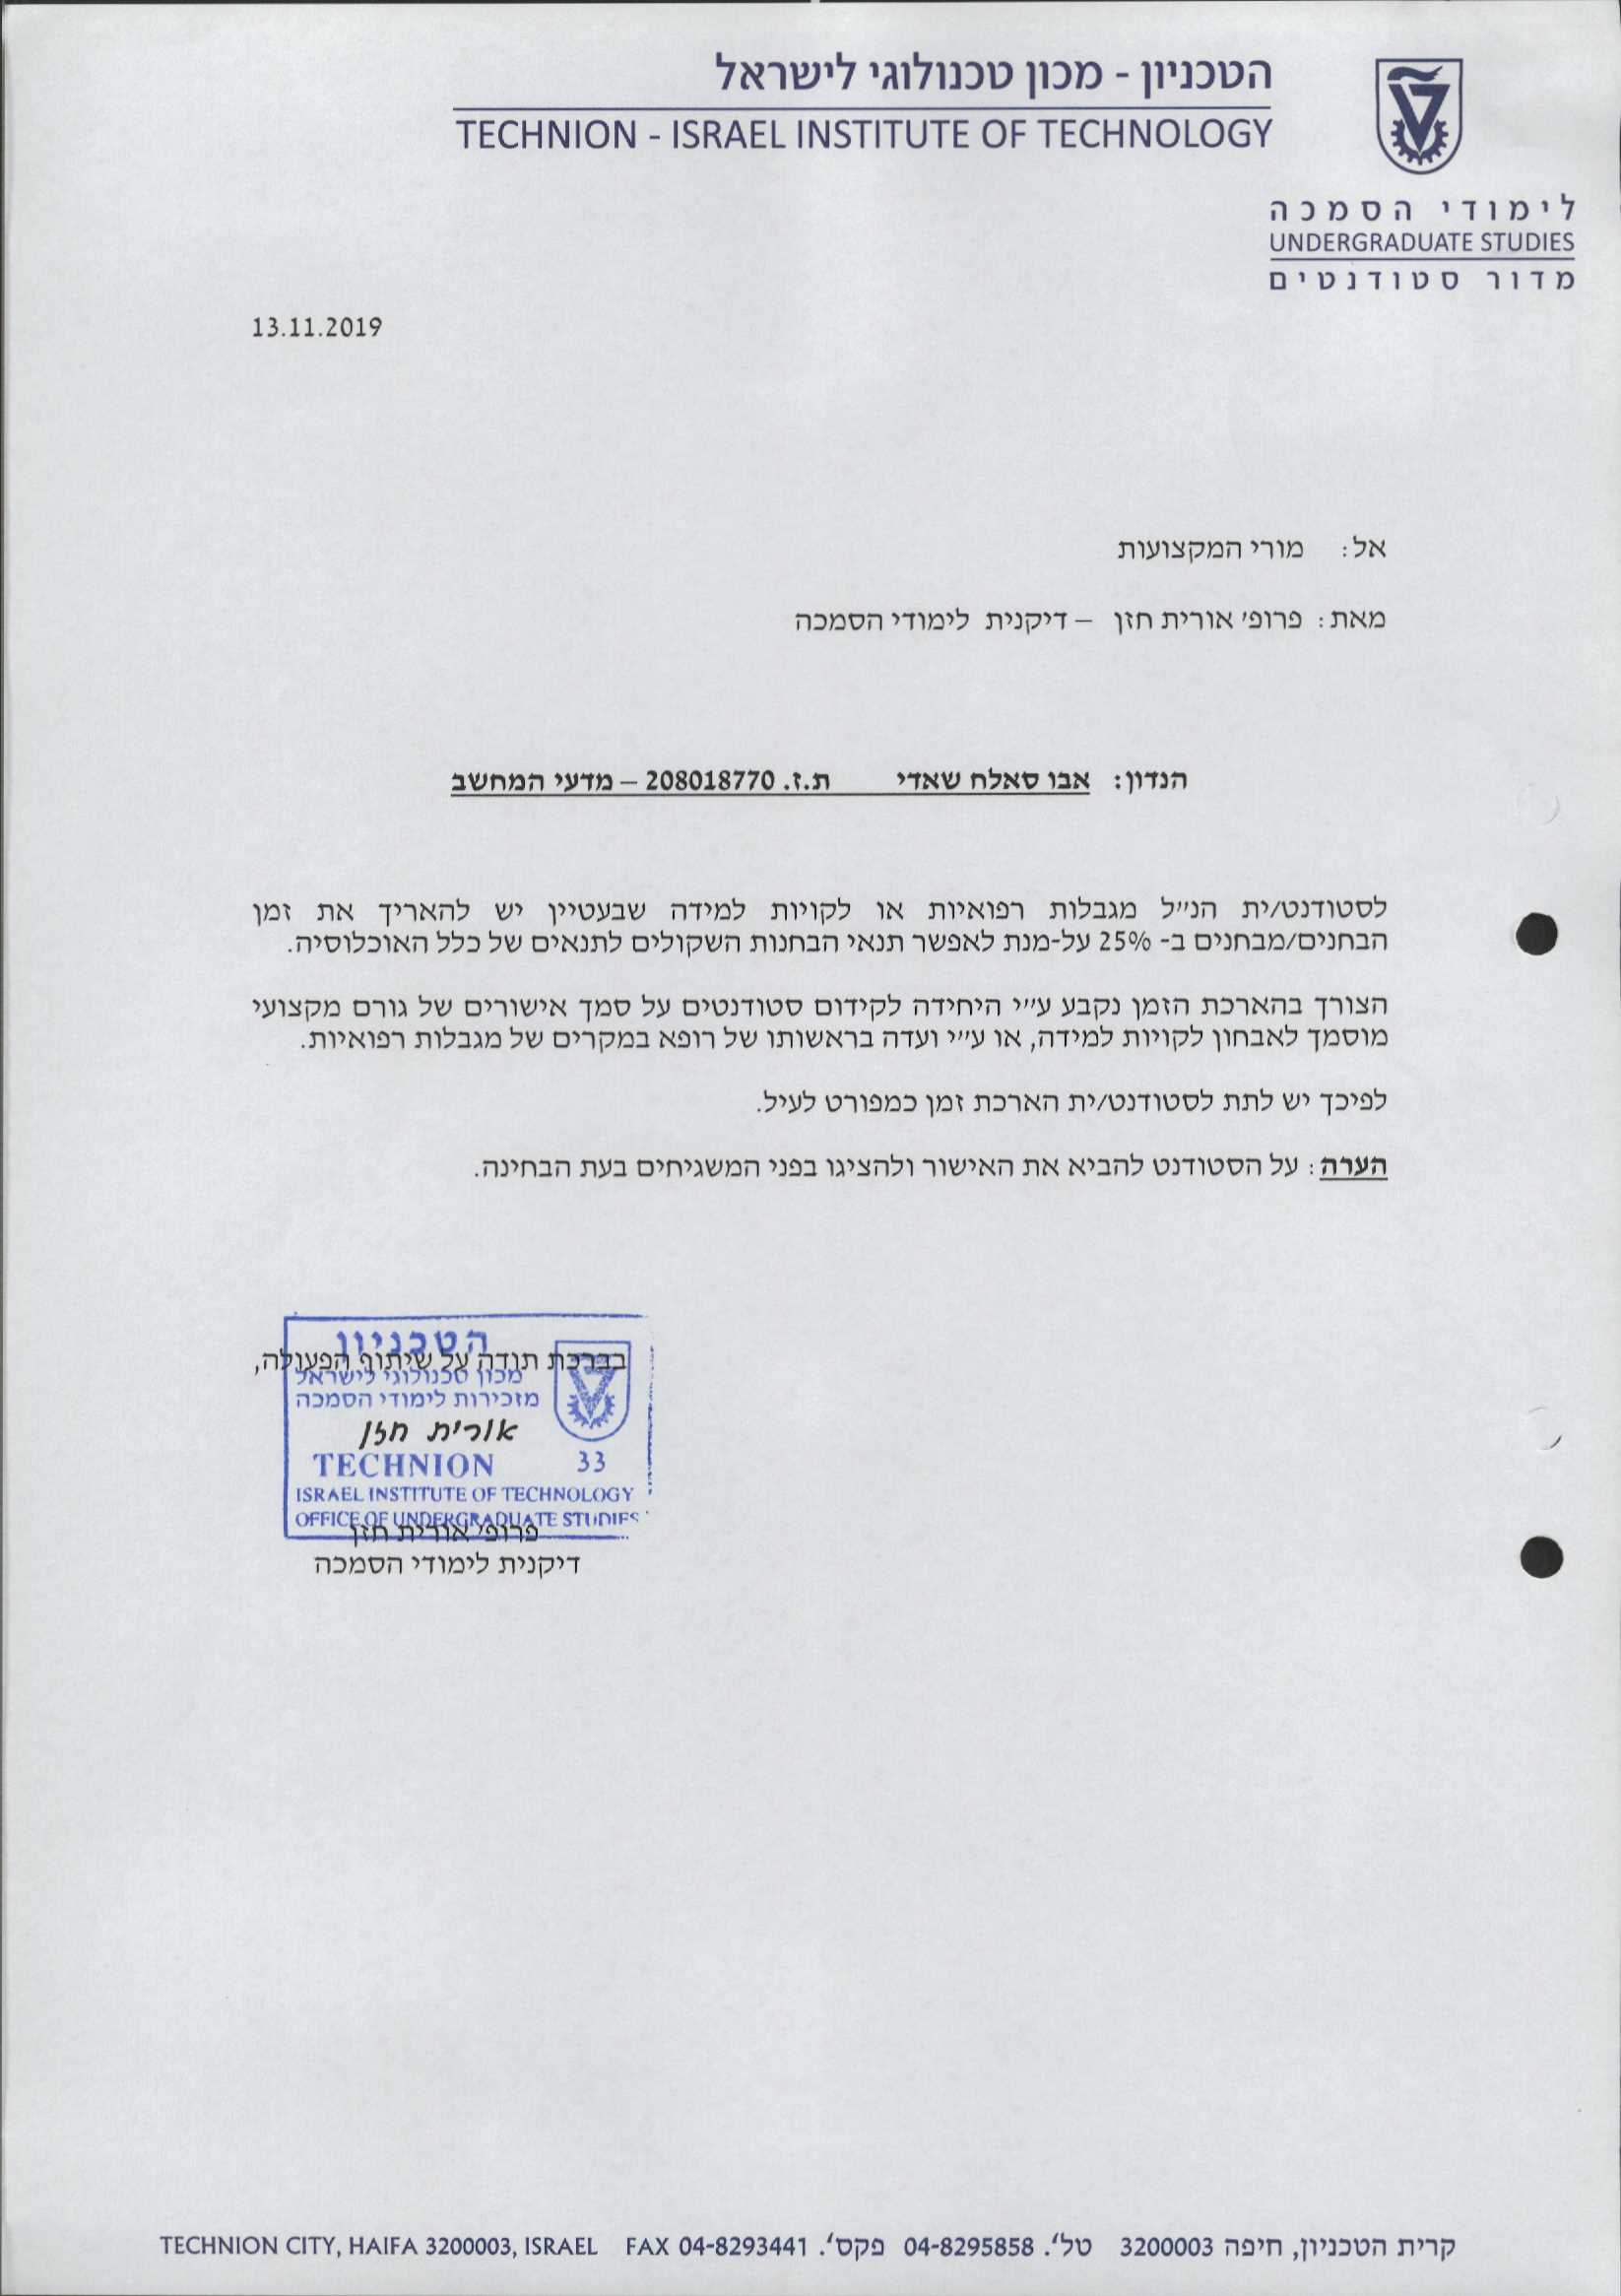 הטכניון - מכון טכנולוגי לישראל
TECHNION - ISRAEL INSTITUTE OF TECHNOLOGY
לימודי הסמכה
UNDERGRADUATE STUDIES
מדור סטודנטים
13.11.2019
אל: מורי המקצועות
מאת: פרופ' אורית חזן – דיקנית לימודי הסמכה
הנדון: אבו סאלח שאדי ת.ז. 208018770 – מדעי המחשב
לסטודנט/ית הנ"ל מגבלות רפואיות או לקויות למידה שבעטיין יש להאריך את זמן
הבחנים/מבחנים ב- 25% על-מנת לאפשר תנאי הבחנות השקולים לתנאים של כלל האוכלוסיה.
הצורך בהארכת הזמן נקבע ע"י היחידה לקידום סטודנטים על סמך אישורים של גורם מקצועי
מוסמך לאבחון לקויות למידה, או ע"י ועדה בראשותו של רופא במקרים של מגבלות רפואיות.
לפיכך יש לתת לסטודנט/ית הארכת זמן כמפורט לעיל.
הערה: על הסטודנט להביא את האישור ולהציגו בפני המשגיחים בעת הבחינה.
הטכניון
בברכת תודה על שיתוף הפעולה,
מכון טכנולוגי לישראל
מזכירות לימודי הסמכה
אורית חזן
TECHNION 33
ISRAEL INSTITUTE OF TECHNOLOGY
OFFICE OF UNDERGRADUATE STUDIES
פרופ' אורית חזן
דיקנית לימודי הסמכה
קרית הטכניון, חיפה 3200003 טל'. 04-8295858 פקס'. TECHNION CITY, HAIFA 3200003, ISRAEL FAX 04-8293441